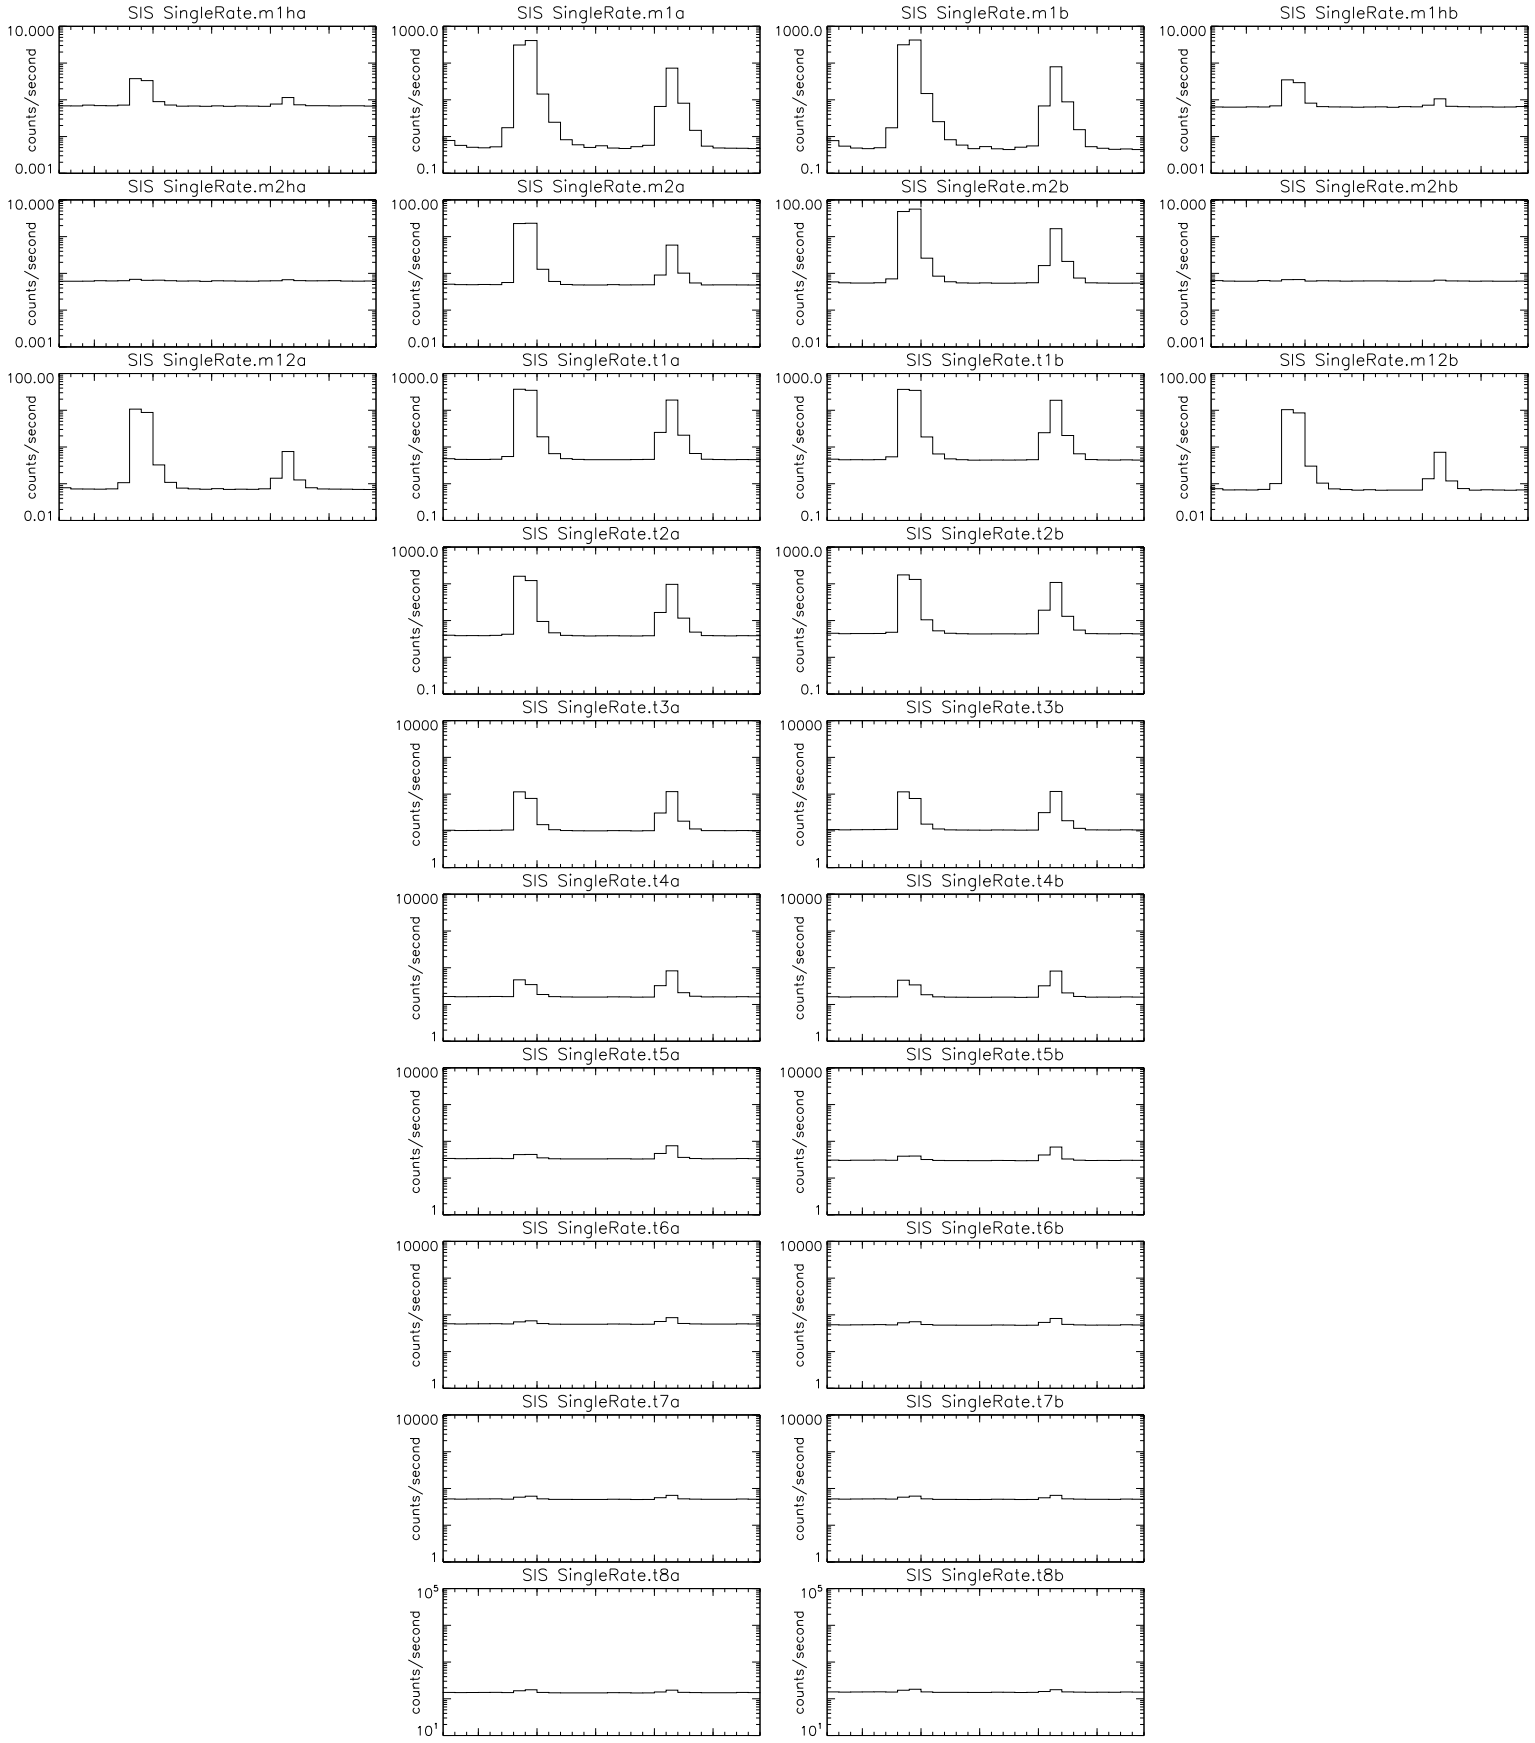 SIS SingleRate.m1ha
10.000
counts/second
0.001
SIS SingleRate.m1a
1000.0
counts/second
0.1
SIS SingleRate.m1b
1000.0
counts/second
0.1
SIS SingleRate.m1hb
10.000
counts/second
0.001
SIS SingleRate.m2ha
10.000
counts/second
0.001
SIS SingleRate.m2a
100.00
counts/second
0.01
SIS SingleRate.m2b
100.00
counts/second
0.01
SIS SingleRate.m2hb
10.000
counts/second
0.001
SIS SingleRate.m12a
100.00
counts/second
0.01
SIS SingleRate.t1a
1000.0
counts/second
0.1
SIS SingleRate.t1b
1000.0
counts/second
0.1
SIS SingleRate.m12b
100.00
counts/second
0.01
SIS SingleRate.t2a
1000.0
counts/second
0.1
SIS SingleRate.t2b
1000.0
counts/second
0.1
SIS SingleRate.t3a
10000
counts/second
1
SIS SingleRate.t3b
10000
counts/second
1
SIS SingleRate.t4a
10000
counts/second
1
SIS SingleRate.t4b
10000
counts/second
1
SIS SingleRate.t5a
10000
counts/second
1
SIS SingleRate.t5b
10000
counts/second
1
SIS SingleRate.t6a
10000
counts/second
1
SIS SingleRate.t6b
10000
counts/second
1
SIS SingleRate.t7a
10000
counts/second
1
SIS SingleRate.t7b
10000
counts/second
1
SIS SingleRate.t8a
10⁵
counts/second
10¹
SIS SingleRate.t8b
10⁵
counts/second
10¹